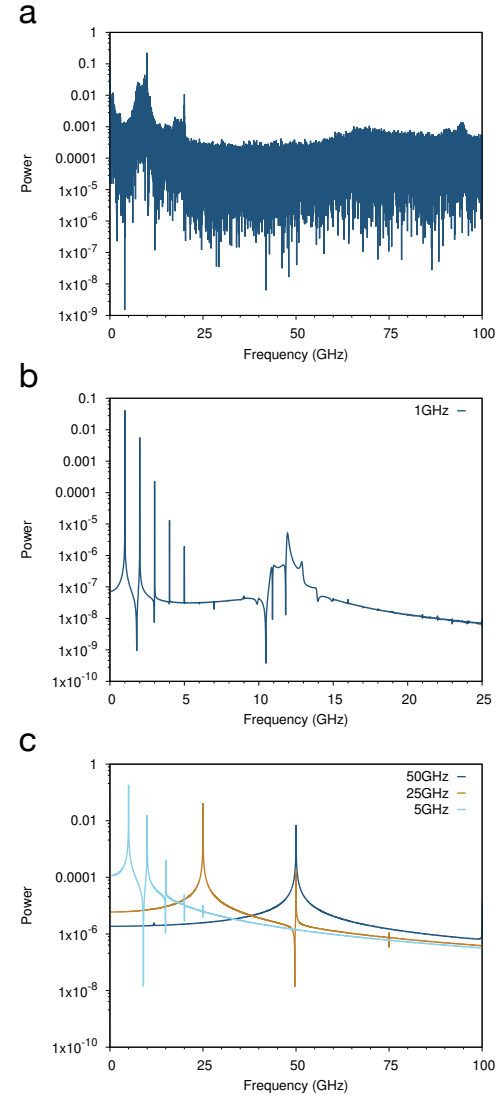 a
1
0.1
0.01
0.001
0.0001
1x10-5
1x10-6
1x10-7
1x10-8
1x10-9
Power
0 25 50 75 100
Frequency (GHz)
b
1GHz
0.1
0.01
0.001
0.0001
1x10-5
1x10-6
1x10-7
1x10-8
1x10-9
1x10-10
Power
0 5 10 15 20 25
Frequency (GHz)
c
50GHz
25GHz
5GHz
1
0.01
0.0001
1x10-6
1x10-8
1x10-10
Power
0 25 50 75 100
Frequency (GHz)